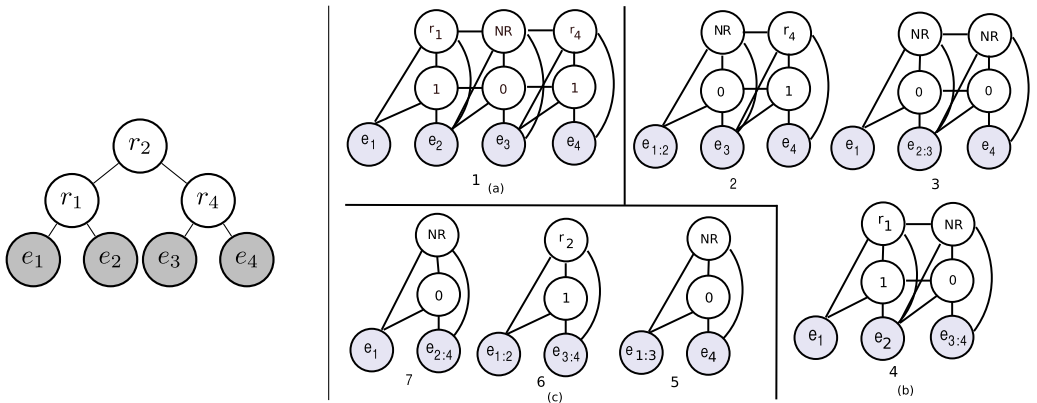 r2
r1 r4
e1 e2 e3 e4
r1 NR r4
1 0 1
e1 e2 e3 e4
1 (a)
NR r4
0 1
e1:2 e3 e4
2
NR NR
0 0
e1 e2:3 e4
3
r1 NR
1 0
e1 e2 e3:4
4
(b)
NR
0
e1 e2:4
7
r2
1
e1:2 e3:4
6
(c)
NR
0
e1:3 e4
5